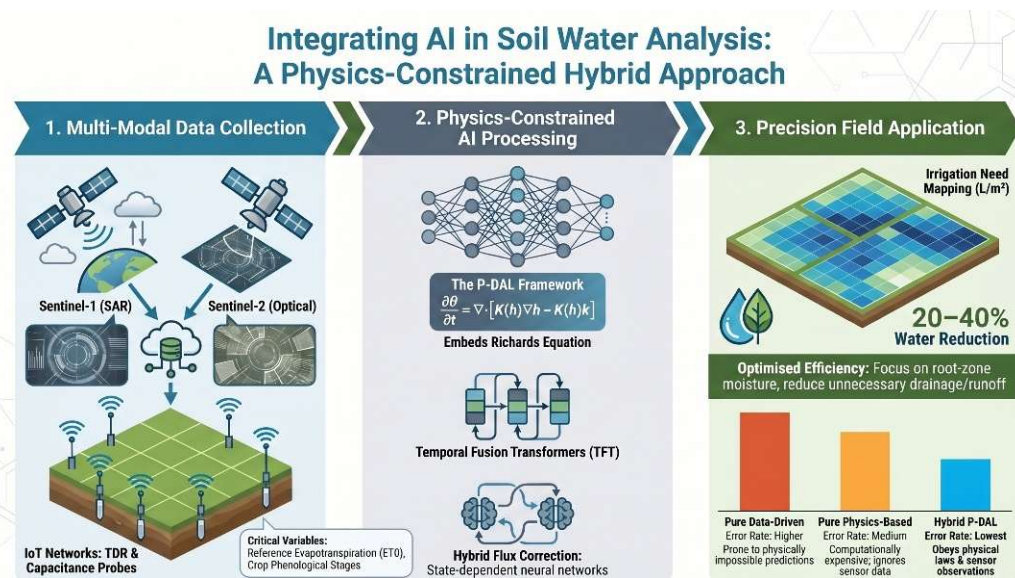 Integrating AI in Soil Water Analysis:
A Physics-Constrained Hybrid Approach
1. Multi-Modal Data Collection
Sentinel-1 (SAR)
Sentinel-2 (Optical)
IoT Networks: TDR &
Capacitance Probes
Critical Variables:
Reference Evapotranspiration (ET0),
Crop Phenological Stages
2. Physics-Constrained
AI Processing
The P-DAL Framework
∂θ/∂t = ∇·[K(h)∇h − K(h)k]
Embeds Richards Equation
Temporal Fusion Transformers (TFT)
Hybrid Flux Correction:
State-dependent neural networks
3. Precision Field Application
Irrigation Need
Mapping (L/m²)
20–40%
Water Reduction
Optimised Efficiency: Focus on root-zone
moisture, reduce unnecessary drainage/runoff
Pure Data-Driven
Error Rate: Higher
Prone to physically
impossible predictions
Pure Physics-Based
Error Rate: Medium
Computationally
expensive; ignores
sensor data
Hybrid P-DAL
Error Rate: Lowest
Obeys physical
laws & sensor
observations